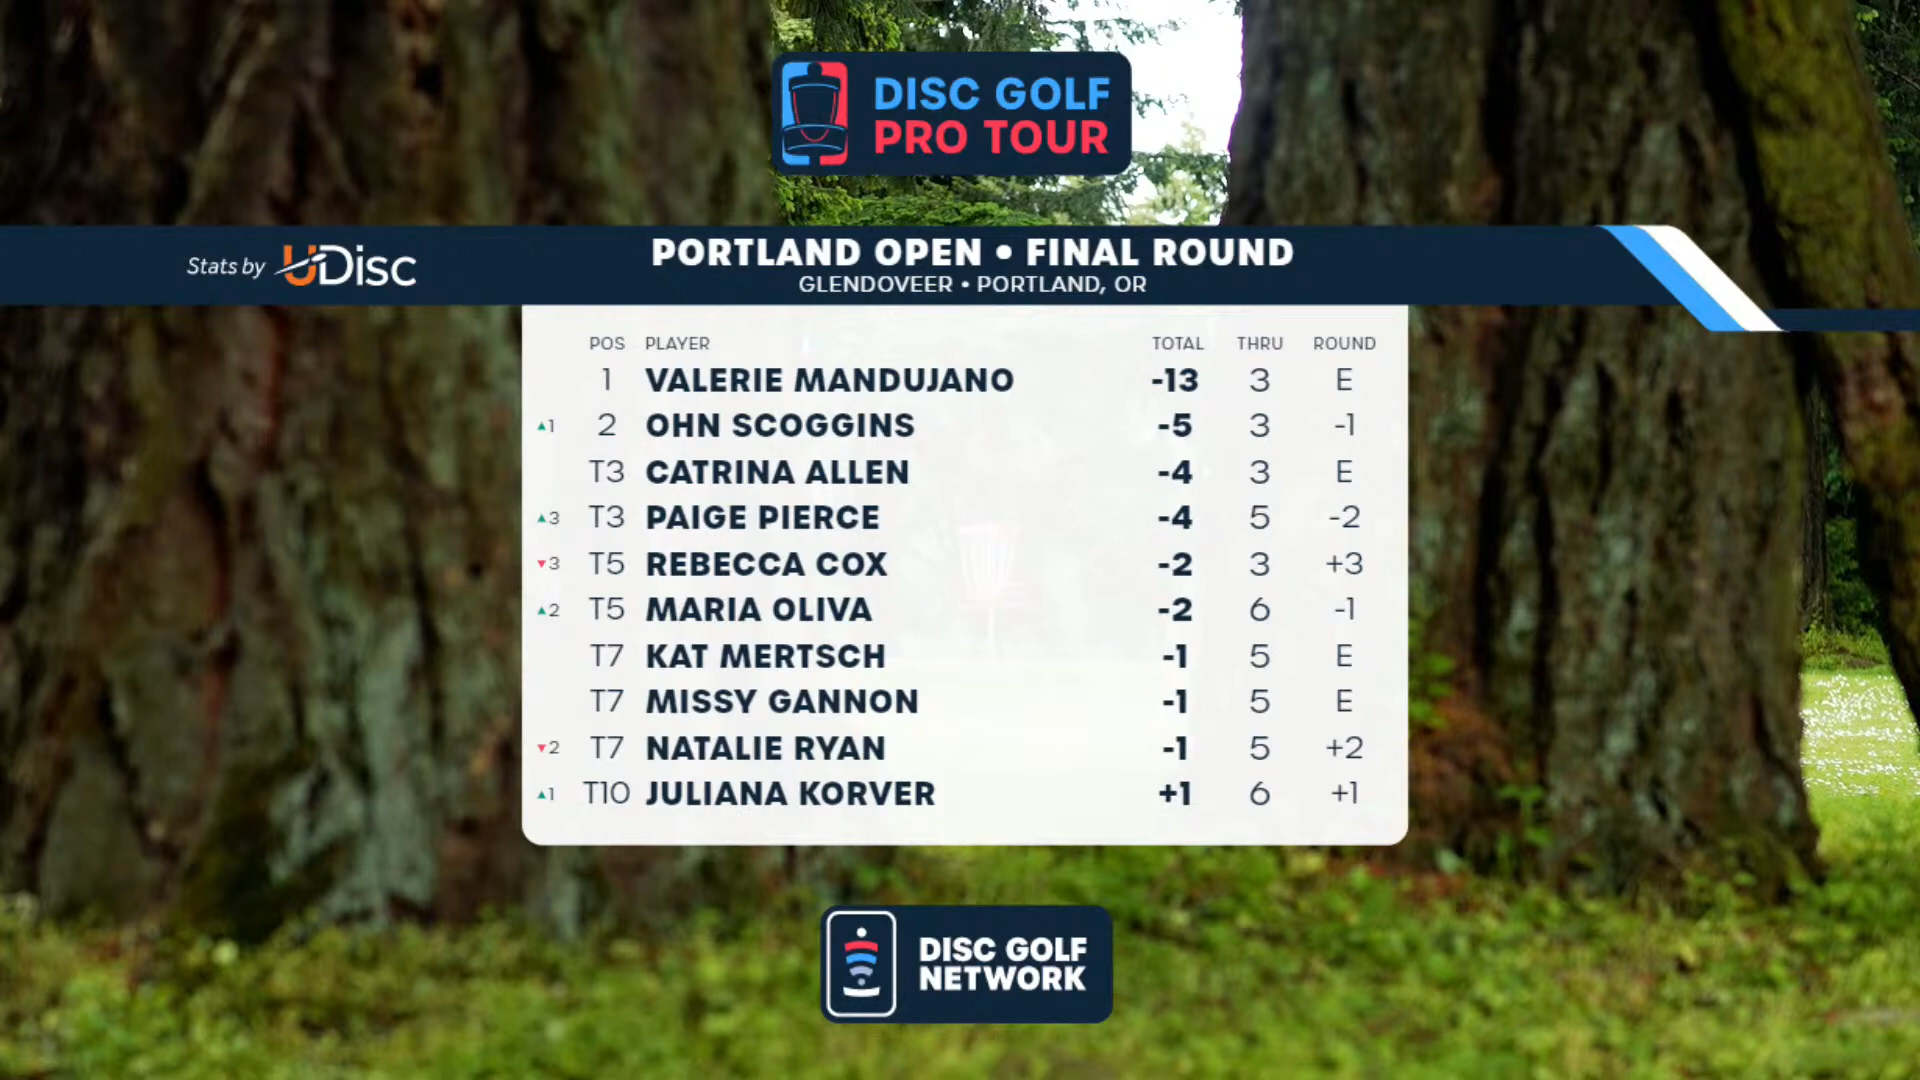 DISC GOLF
PRO TOUR
Stats by UDisc
PORTLAND OPEN • FINAL ROUND
GLENDOVEER • PORTLAND, OR
POS PLAYER TOTAL THRU ROUND
1 VALERIE MANDUJANO -13 3 E
▲1 2 OHN SCOGGINS -5 3 -1
T3 CATRINA ALLEN -4 3 E
▲3 T3 PAIGE PIERCE -4 5 -2
▼3 T5 REBECCA COX -2 3 +3
▲2 T5 MARIA OLIVA -2 6 -1
T7 KAT MERTSCH -1 5 E
T7 MISSY GANNON -1 5 E
▼2 T7 NATALIE RYAN -1 5 +2
▲1 T10 JULIANA KORVER +1 6 +1
DISC GOLF
NETWORK